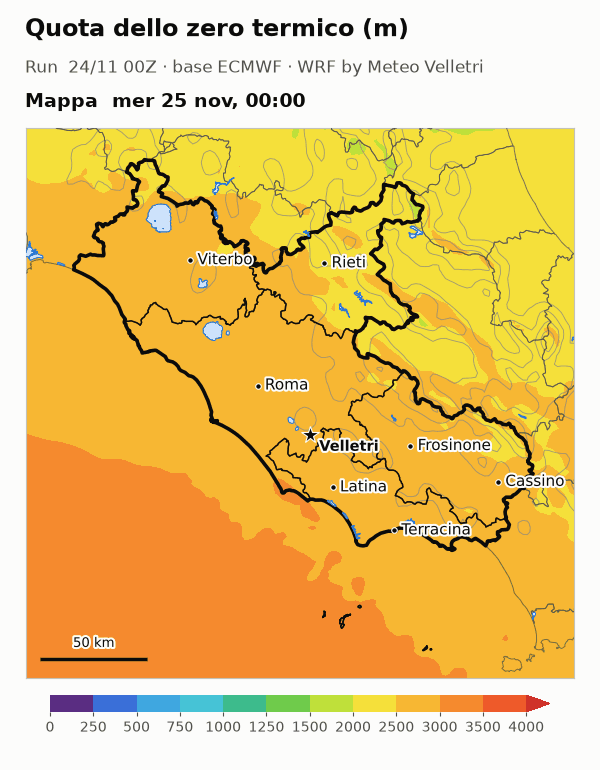 Quota dello zero termico (m)
Run 24/11 00Z · base ECMWF · WRF by Meteo Velletri
Mappa mer 25 nov, 00:00
Viterbo
Rieti
Roma
Velletri
Frosinone
Cassino
Latina
Terracina
50 km
0 250 500 750 1000 1250 1500 2000 2500 3000 3500 4000